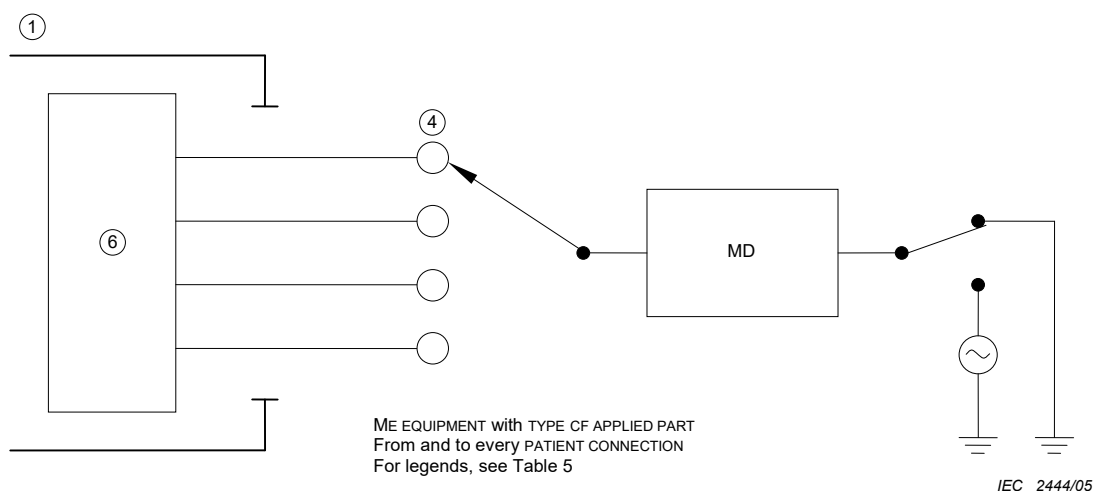 1
4
6
MD
ME EQUIPMENT with TYPE CF APPLIED PART
From and to every PATIENT CONNECTION
For legends, see Table 5
IEC 2444/05